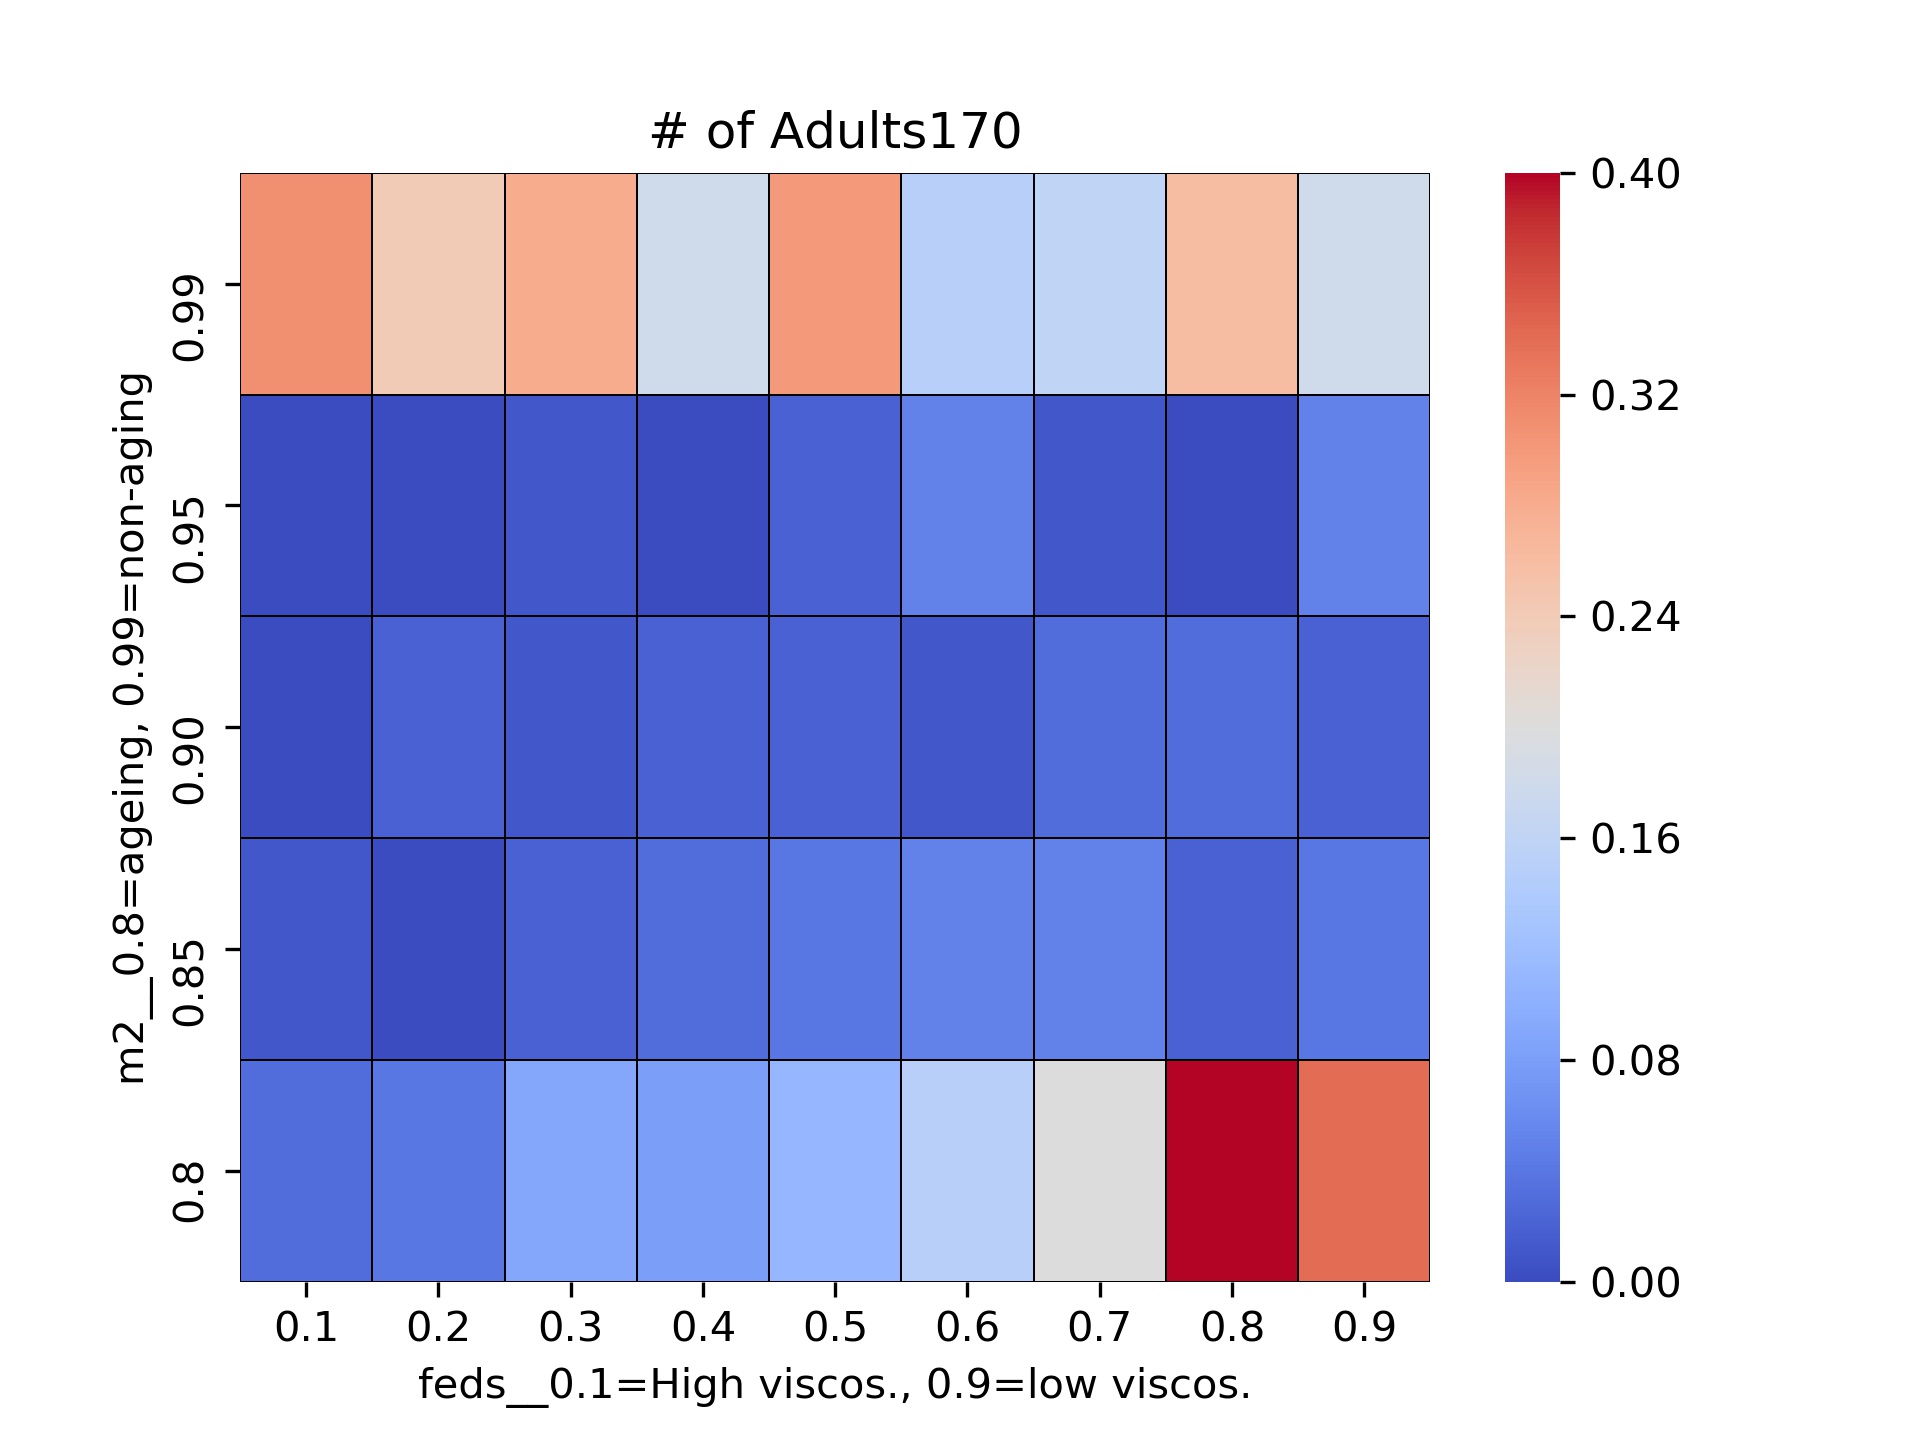 # of Adults170
m2__0.8=ageing, 0.99=non-aging
0.99
0.95
0.90
0.85
0.8
0.1 0.2 0.3 0.4 0.5 0.6 0.7 0.8 0.9
feds__0.1=High viscos., 0.9=low viscos.
0.40
0.32
0.24
0.16
0.08
0.00